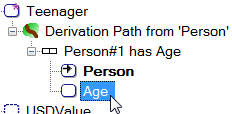 Teenager
Derivation Path from 'Person'
Person#1 has Age
Person
Age
USDValue